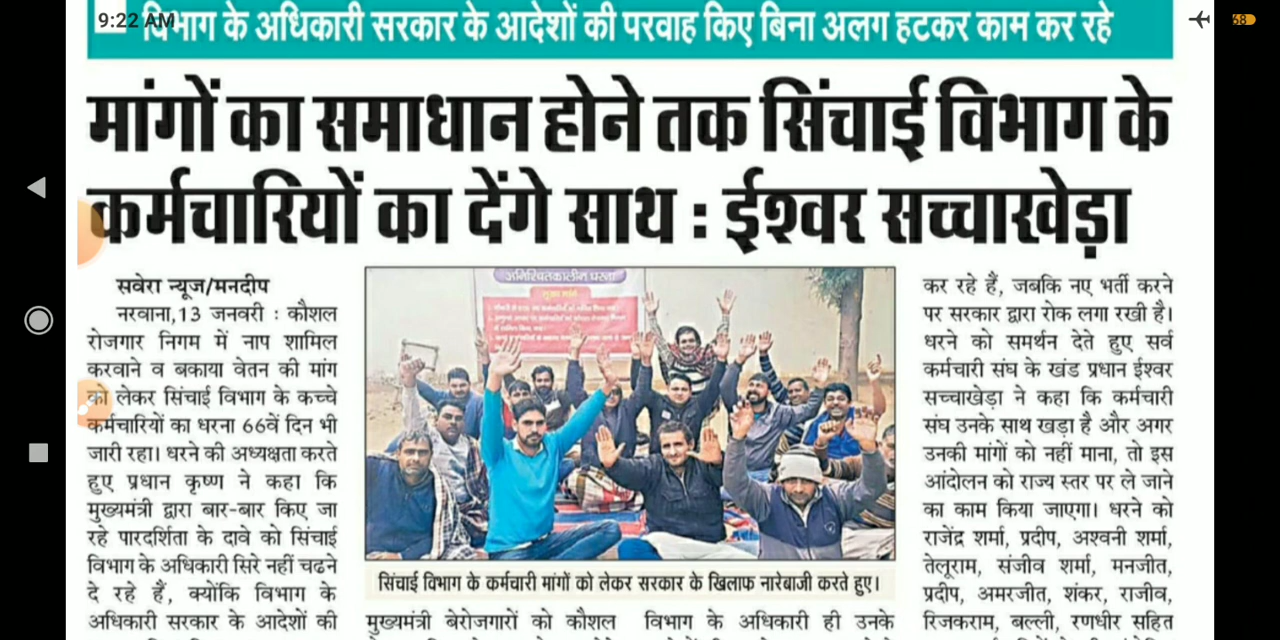 9:22 AM
68
विभाग के अधिकारी सरकार के आदेशों की परवाह किए बिना अलग हटकर काम कर रहे
मांगों का समाधान होने तक सिंचाई विभाग के
कर्मचारियों का देंगे साथ : ईश्वर सच्चाखेड़ा
सवेरा न्यूज/मनदीप
नरवाना,13 जनवरी : कौशल
रोजगार निगम में नाप शामिल
करवाने व बकाया वेतन की मांग
को लेकर सिंचाई विभाग के कच्चे
कर्मचारियों का धरना 66वें दिन भी
जारी रहा। धरने की अध्यक्षता करते
हुए प्रधान कृष्ण ने कहा कि
मुख्यमंत्री द्वारा बार-बार किए जा
रहे पारदर्शिता के दावे को सिंचाई
विभाग के अधिकारी सिरे नहीं चढने
दे रहे हैं, क्योंकि विभाग के
अधिकारी सरकार के आदेशों की
अनिश्चितकालीन धरना
सिंचाई विभाग के कर्मचारी मांगों को लेकर सरकार के खिलाफ नारेबाजी करते हुए।
मुख्यमंत्री बेरोजगारों को कौशल
विभाग के अधिकारी ही उनके
कर रहे हैं, जबकि नए भर्ती करने
पर सरकार द्वारा रोक लगा रखी है।
धरने को समर्थन देते हुए सर्व
कर्मचारी संघ के खंड प्रधान ईश्वर
सच्चाखेड़ा ने कहा कि कर्मचारी
संघ उनके साथ खड़ा है और अगर
उनकी मांगों को नहीं माना, तो इस
आंदोलन को राज्य स्तर पर ले जाने
का काम किया जाएगा। धरने को
राजेंद्र शर्मा, प्रदीप, अश्वनी शर्मा,
तेलूराम, संजीव शर्मा, मनजीत,
प्रदीप, अमरजीत, शंकर, राजीव,
रिजकराम, बल्ली, रणधीर सहित